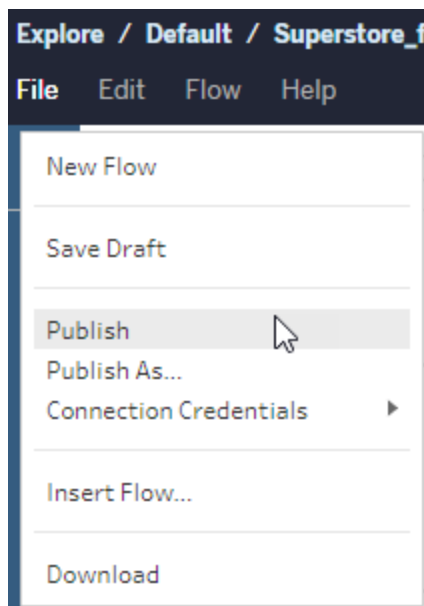 Explore / Default / Superstore_f
File Edit Flow Help
New Flow
Save Draft
Publish
Publish As...
Connection Credentials
Insert Flow...
Download